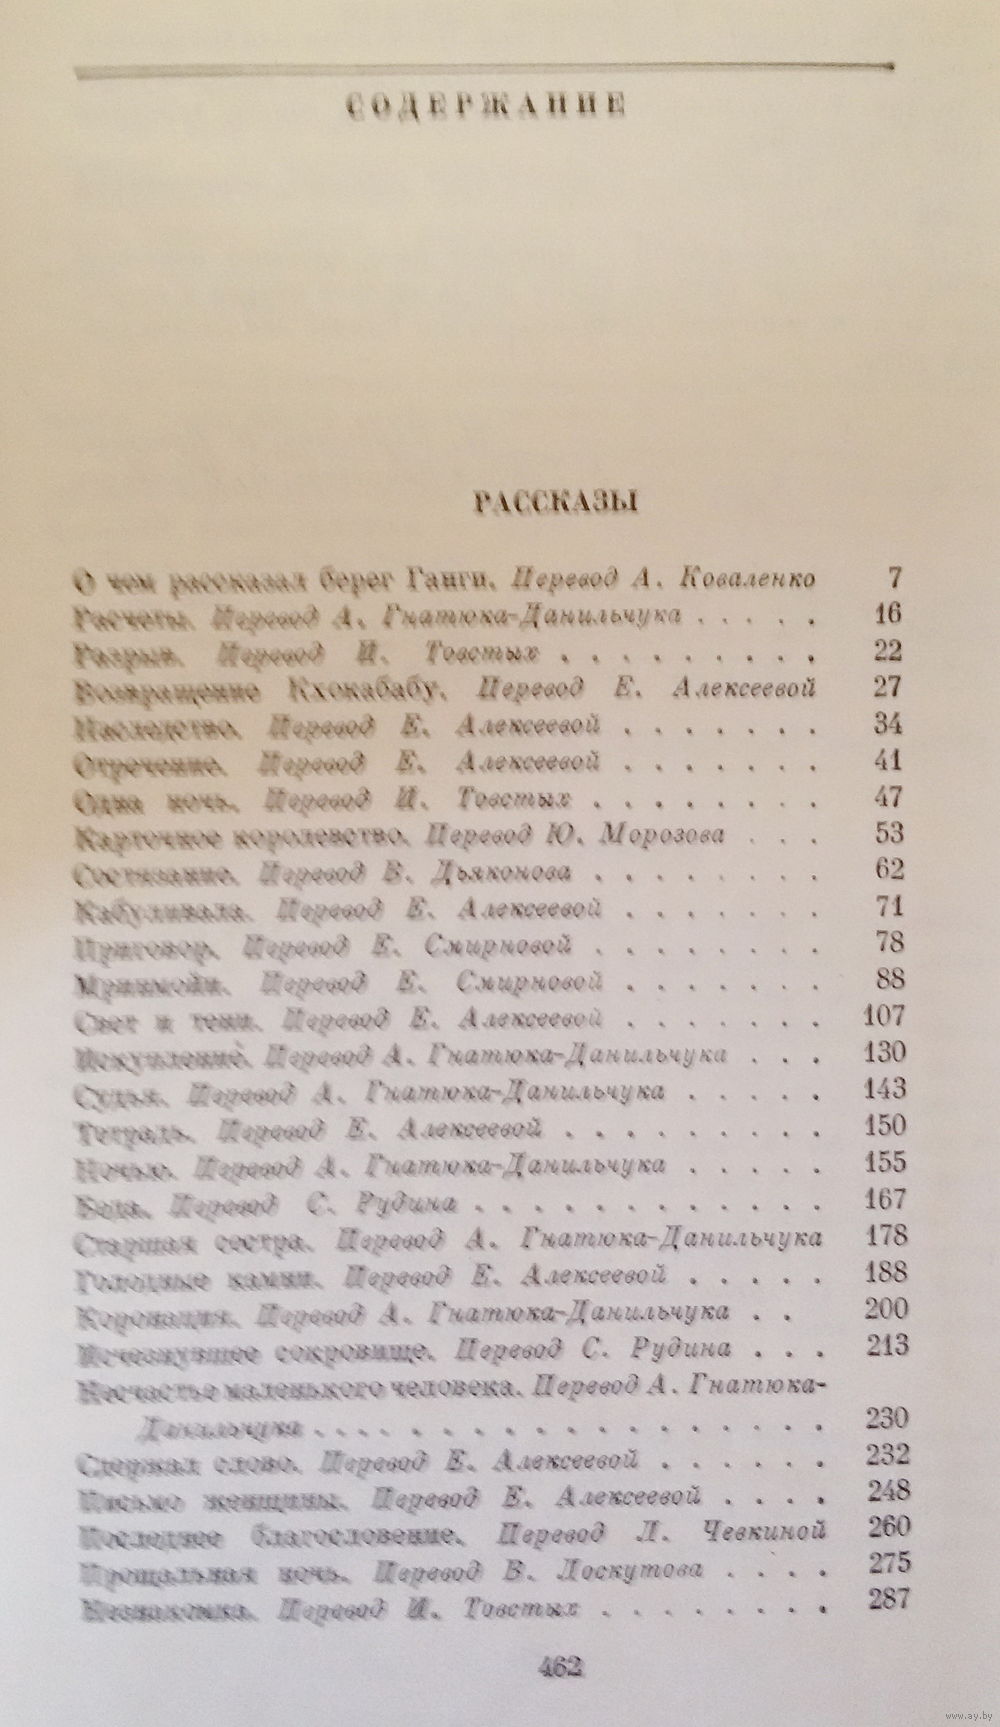 СОДЕРЖАНИЕ
РАССКАЗЫ
О чем рассказал берег Ганги. Перевод А. Коваленко 7
Расчеты. Перевод А. Гнатюка-Данильчука . . . . . 16
Разрыв. Перевод И. Товстых . . . . . . . . . 22
Возвращение Кхокабабу. Перевод Е. Алексеевой 27
Наследство. Перевод Е. Алексеевой . . . . . . . 34
Отречение. Перевод Е. Алексеевой . . . . . . . 41
Одна ночь. Перевод И. Товстых . . . . . . . . 47
Карточное королевство. Перевод Ю. Морозова . . . 53
Состязание. Перевод В. Дьяконова . . . . . . . . 62
Кабуливала. Перевод Е. Алексеевой . . . . . . . 71
Приговор. Перевод Е. Смирновой . . . . . . . . 78
Мринмойи. Перевод Е. Смирновой . . . . . . . 88
Свет и тени. Перевод Е. Алексеевой . . . . . . . 107
Искупление. Перевод А. Гнатюка-Данильчука . . . 130
Судья. Перевод А. Гнатюка-Данильчука . . . . . 143
Тетрадь. Перевод Е. Алексеевой . . . . . . . . . 150
Ночью. Перевод А. Гнатюка-Данильчука . . . . . 155
Беда. Перевод С. Рудина . . . . . . . . . . . . 167
Старшая сестра. Перевод А. Гнатюка-Данильчука 178
Голодные камни. Перевод Е. Алексеевой . . . . . 188
Коронация. Перевод А. Гнатюка-Данильчука . . 200
Исчезнувшее сокровище. Перевод С. Рудина . . . 213
Несчастье маленького человека. Перевод А. Гнатюка-
Данильчука . . . . . . . . . . . . . . . . . 230
Сдержал слово. Перевод Е. Алексеевой . . . . . . 232
Письмо женщины. Перевод Е. Алексеевой . . . . 248
Последнее благословение. Перевод Л. Чевкиной 260
Прощальная ночь. Перевод В. Лоскутова . . . . 275
Незнакомка. Перевод И. Товстых . . . . . . . . 287
462
www.ay.by